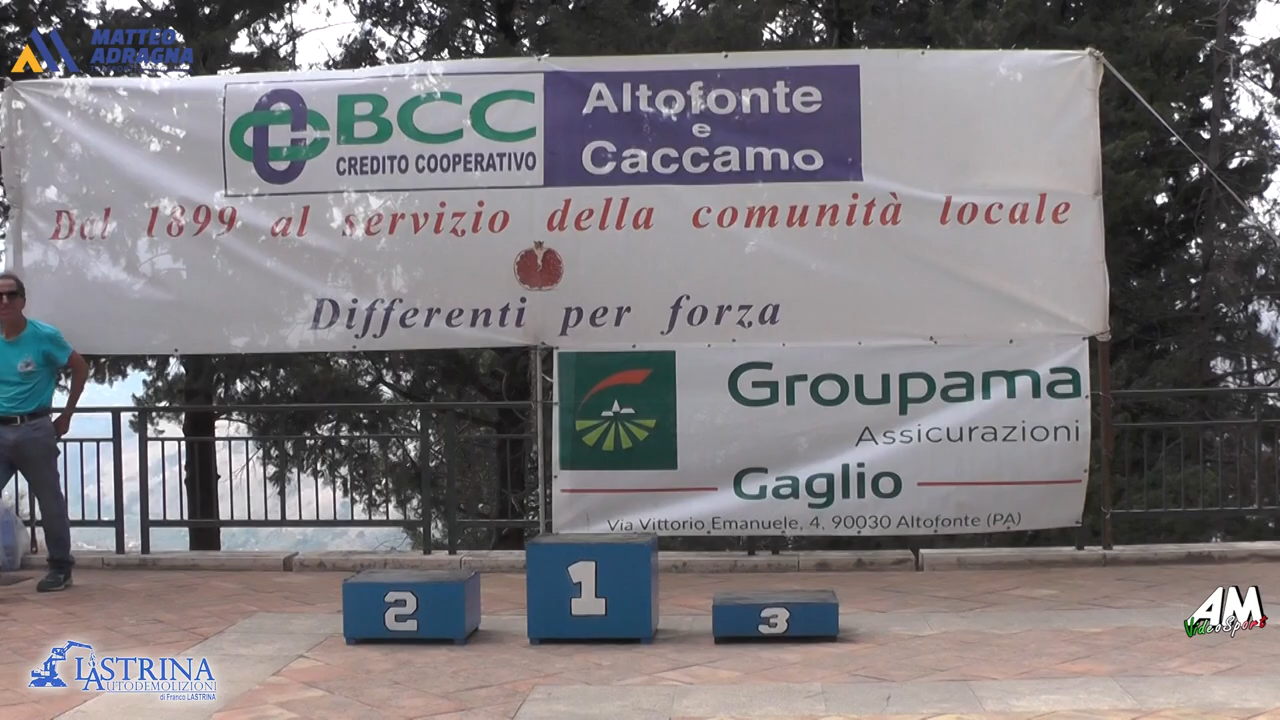 MATTEO
ADRAGNA
BCC
CREDITO COOPERATIVO
Altofonte
e
Caccamo
Dal 1899 al servizio della comunità locale
Differenti per forza
Groupama
Assicurazioni
Gaglio
Via Vittorio Emanuele, 4, 90030 Altofonte (PA)
2
1
3
AM
VideoSport
LASTRINA
AUTODEMOLIZIONI
di Franco LASTRINA